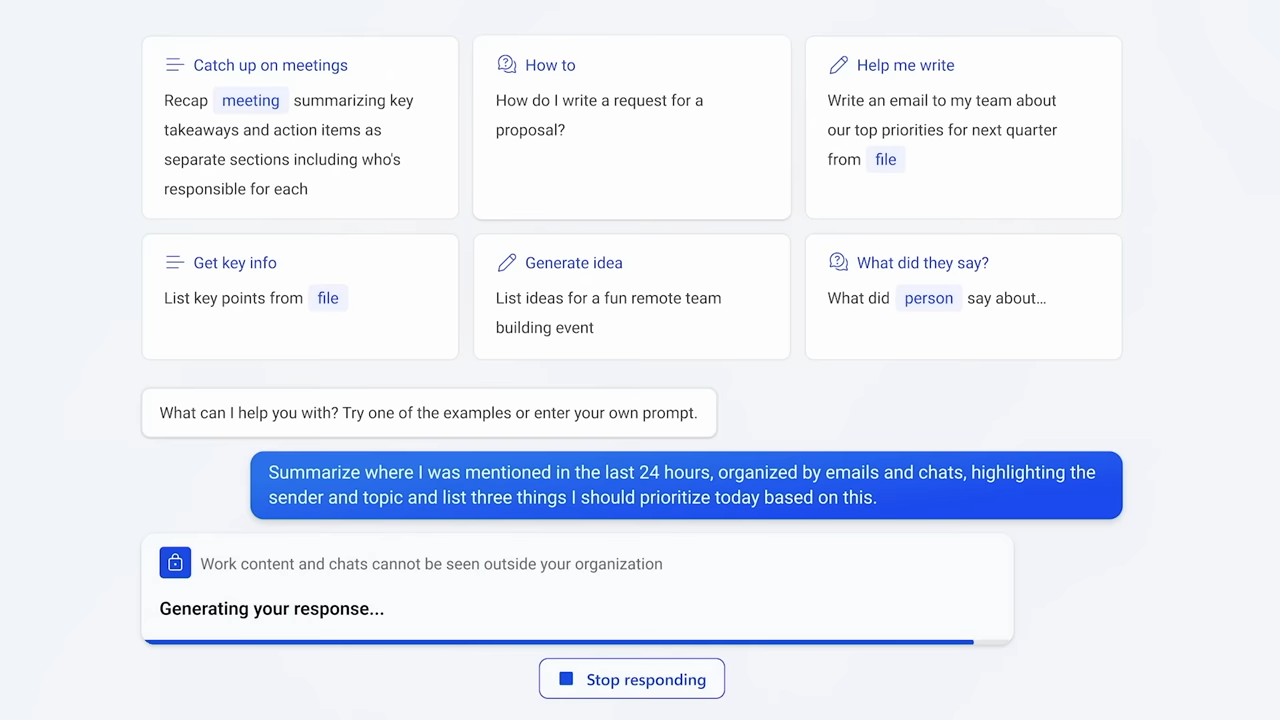 Catch up on meetings
Recap meeting summarizing key
takeaways and action items as
separate sections including who's
responsible for each
How to
How do I write a request for a
proposal?
Help me write
Write an email to my team about
our top priorities for next quarter
from file
Get key info
List key points from file
Generate idea
List ideas for a fun remote team
building event
What did they say?
What did person say about...
What can I help you with? Try one of the examples or enter your own prompt.
Summarize where I was mentioned in the last 24 hours, organized by emails and chats, highlighting the
sender and topic and list three things I should prioritize today based on this.
Work content and chats cannot be seen outside your organization
Generating your response...
Stop responding